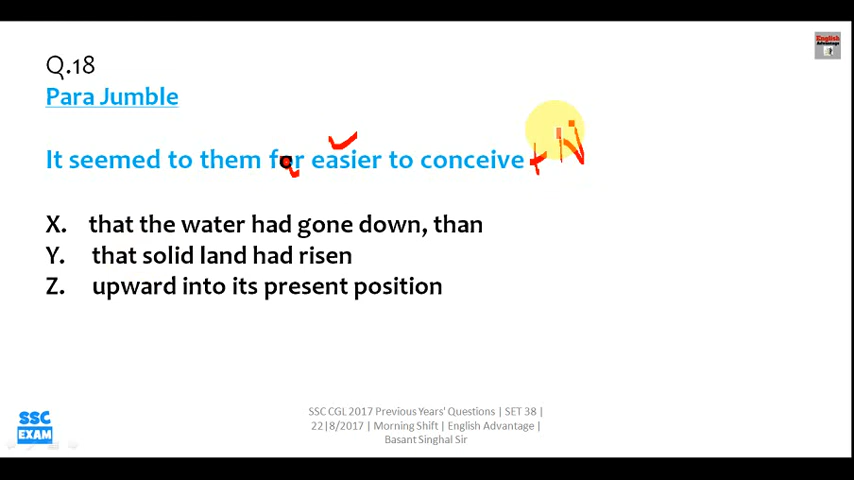 English
Advantage
Q.18
Para Jumble
It seemed to them far easier to conceive
X. that the water had gone down, than
Y. that solid land had risen
Z. upward into its present position
SSC
EXAM
SSC CGL 2017 Previous Years' Questions | SET 38 |
22|8/2017 | Morning Shift | English Advantage |
Basant Singhal Sir